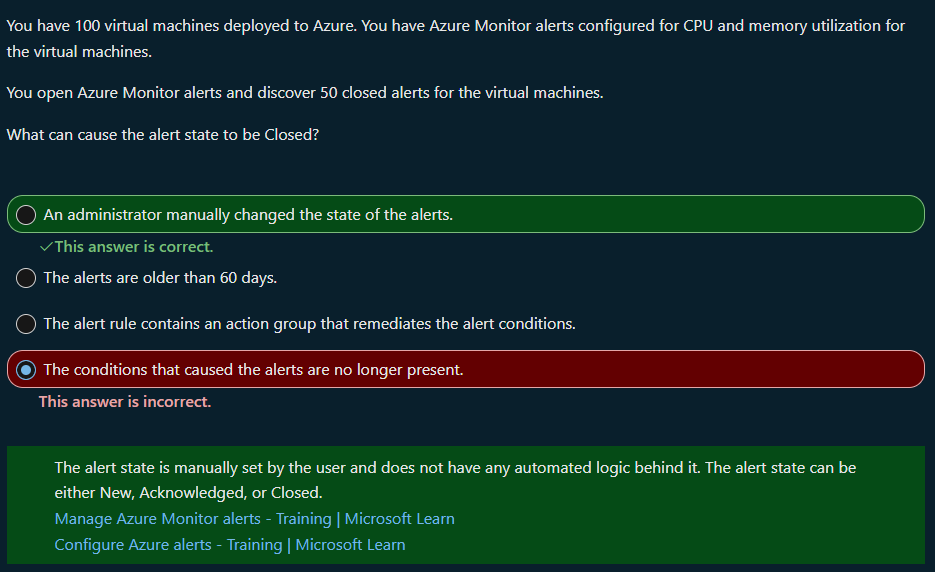 You have 100 virtual machines deployed to Azure. You have Azure Monitor alerts configured for CPU and memory utilization for
the virtual machines.
You open Azure Monitor alerts and discover 50 closed alerts for the virtual machines.
What can cause the alert state to be Closed?
An administrator manually changed the state of the alerts.
✓This answer is correct.
The alerts are older than 60 days.
The alert rule contains an action group that remediates the alert conditions.
The conditions that caused the alerts are no longer present.
This answer is incorrect.
The alert state is manually set by the user and does not have any automated logic behind it. The alert state can be
either New, Acknowledged, or Closed.
Manage Azure Monitor alerts - Training | Microsoft Learn
Configure Azure alerts - Training | Microsoft Learn